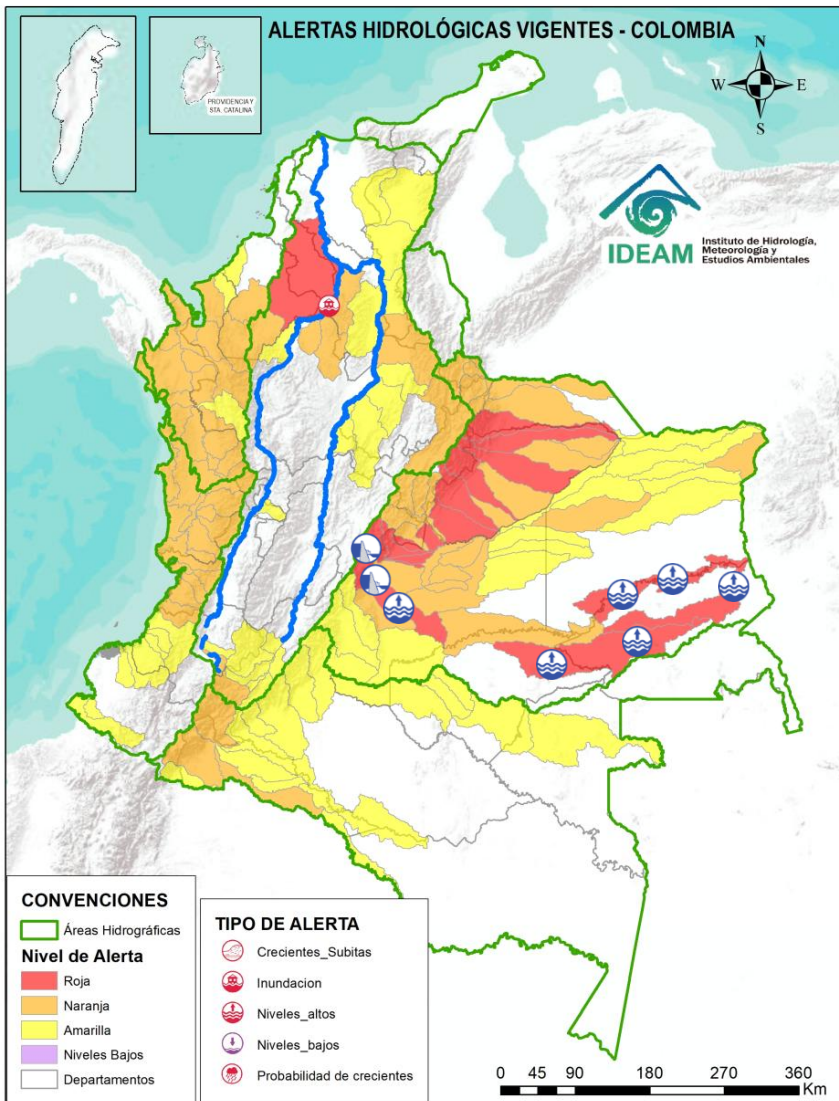 ALERTAS HIDROLÓGICAS VIGENTES - COLOMBIA
PROVIDENCIA Y
STA. CATALINA
N
W E
S
IDEAM
Instituto de Hidrología,
Meteorología y
Estudios Ambientales
CONVENCIONES
Áreas Hidrográficas
Nivel de Alerta
Roja
Naranja
Amarilla
Niveles Bajos
Departamentos
TIPO DE ALERTA
Crecientes_Subitas
Inundacion
Niveles_altos
Niveles_bajos
Probabilidad de crecientes
0 45 90 180 270 360
Km